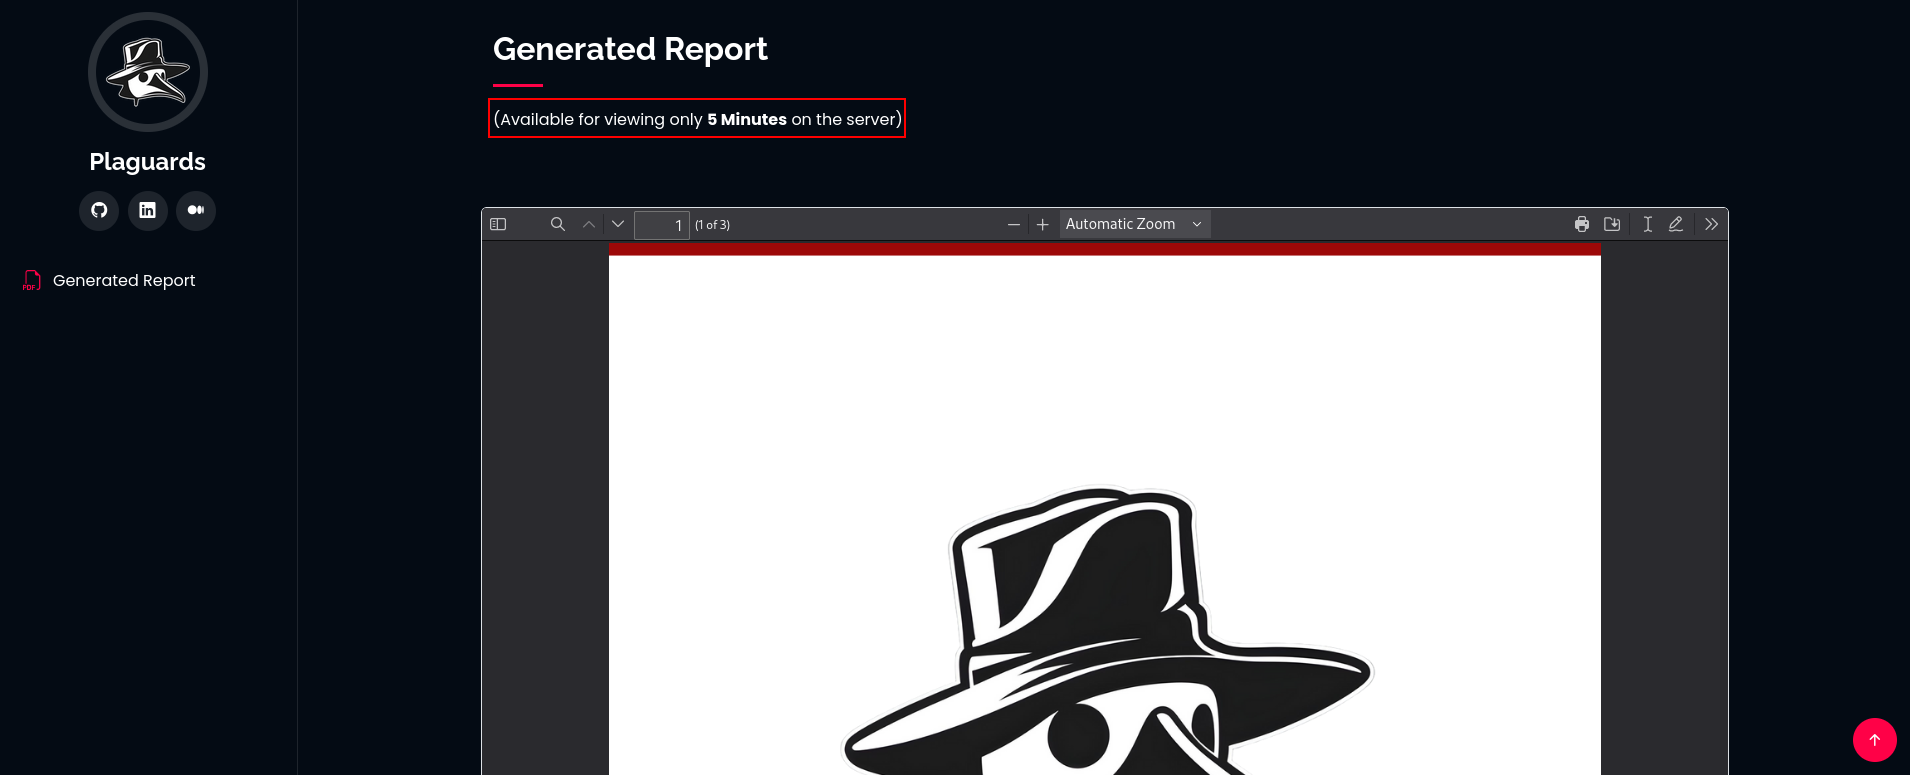 Plaguards
Generated Report
Generated Report
(Available for viewing only 5 Minutes on the server)
1 (1 of 3) Automatic Zoom